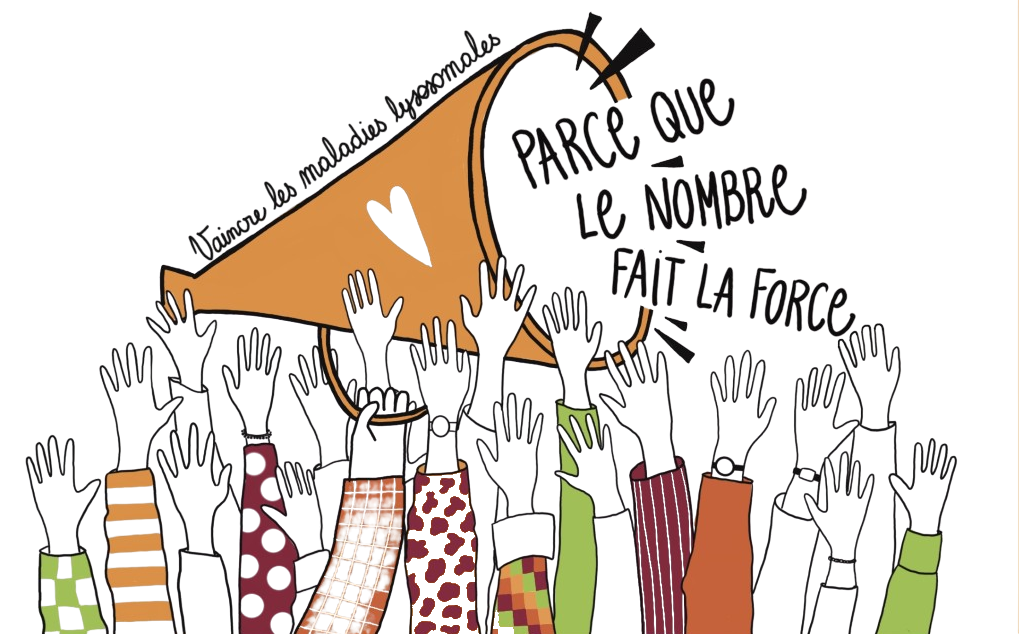 Vaincre les maladies lysosomales
PARCE QUE
LE NOMBRE
FAIT LA FORCE